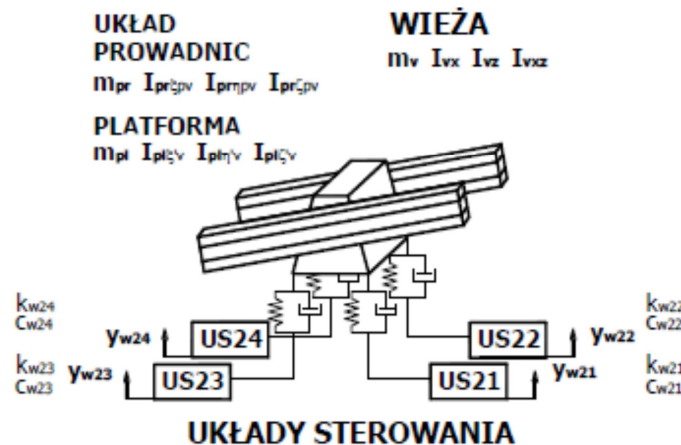 UKŁAD
PROWADNIC
mpr Iprξpv Iprηpv Iprζpv
WIEŻA
mv Ivx Ivz Ivxz
PLATFORMA
mpl Iplξ'v Iplη'v Iplζ'v
kw24
cw24
yw24
US24
US22
yw22
kw22
cw22
kw23
cw23
yw23
US23
US21
yw21
kw21
cw21
UKŁADY STEROWANIA